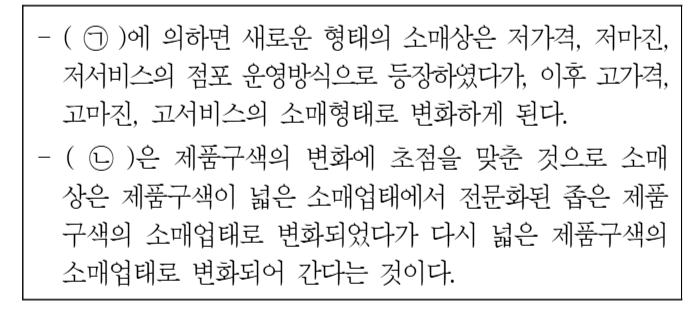 - ( ㉠ )에 의하면 새로운 형태의 소매상은 저가격, 저마진,
저서비스의 점포 운영방식으로 등장하였다가, 이후 고가격,
고마진, 고서비스의 소매형태로 변화하게 된다.
- ( ㉡ )은 제품구색의 변화에 초점을 맞춘 것으로 소매
상은 제품구색이 넓은 소매업태에서 전문화된 좁은 제품
구색의 소매업태로 변화되었다가 다시 넓은 제품구색의
소매업태로 변화되어 간다는 것이다.